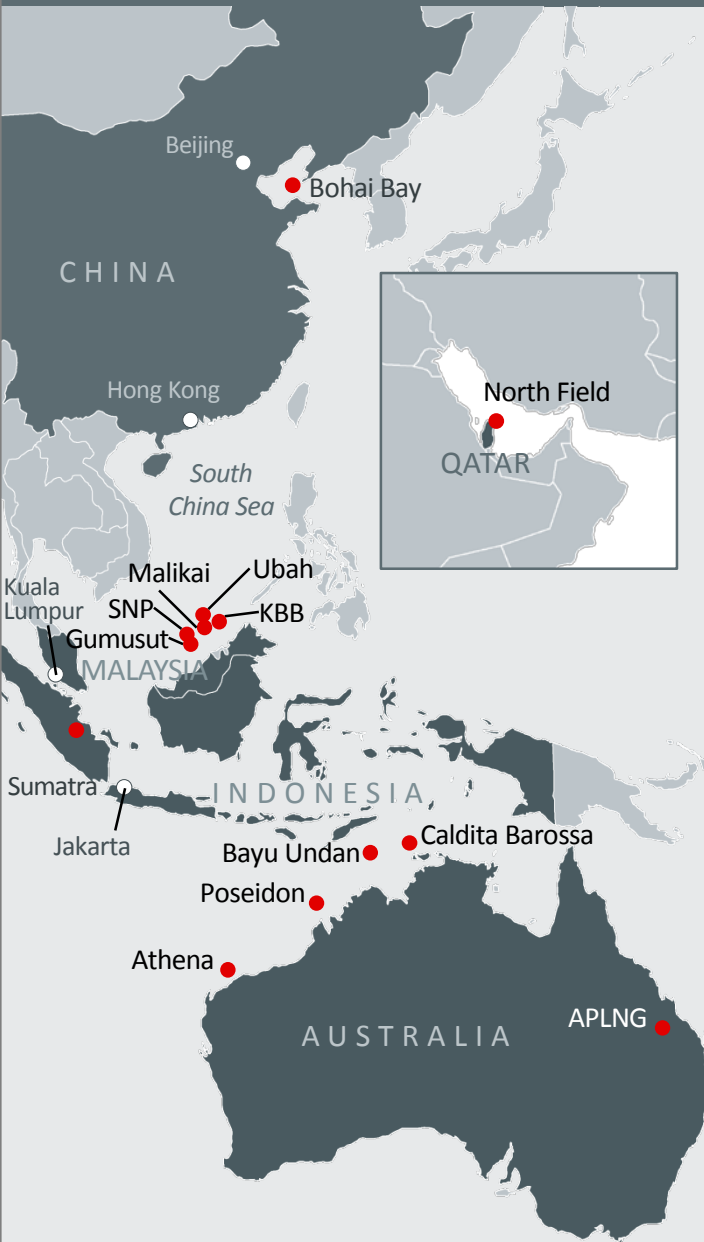 Beijing
Bohai Bay
CHINA
North Field
QATAR
Hong Kong
South
China Sea
Malikai
Ubah
Kuala
Lumpur
SNP
KBB
Gumusut
MALAYSIA
Sumatra
INDONESIA
Jakarta
Caldita Barossa
Bayu Undan
Poseidon
Athena
APLNG
AUSTRALIA